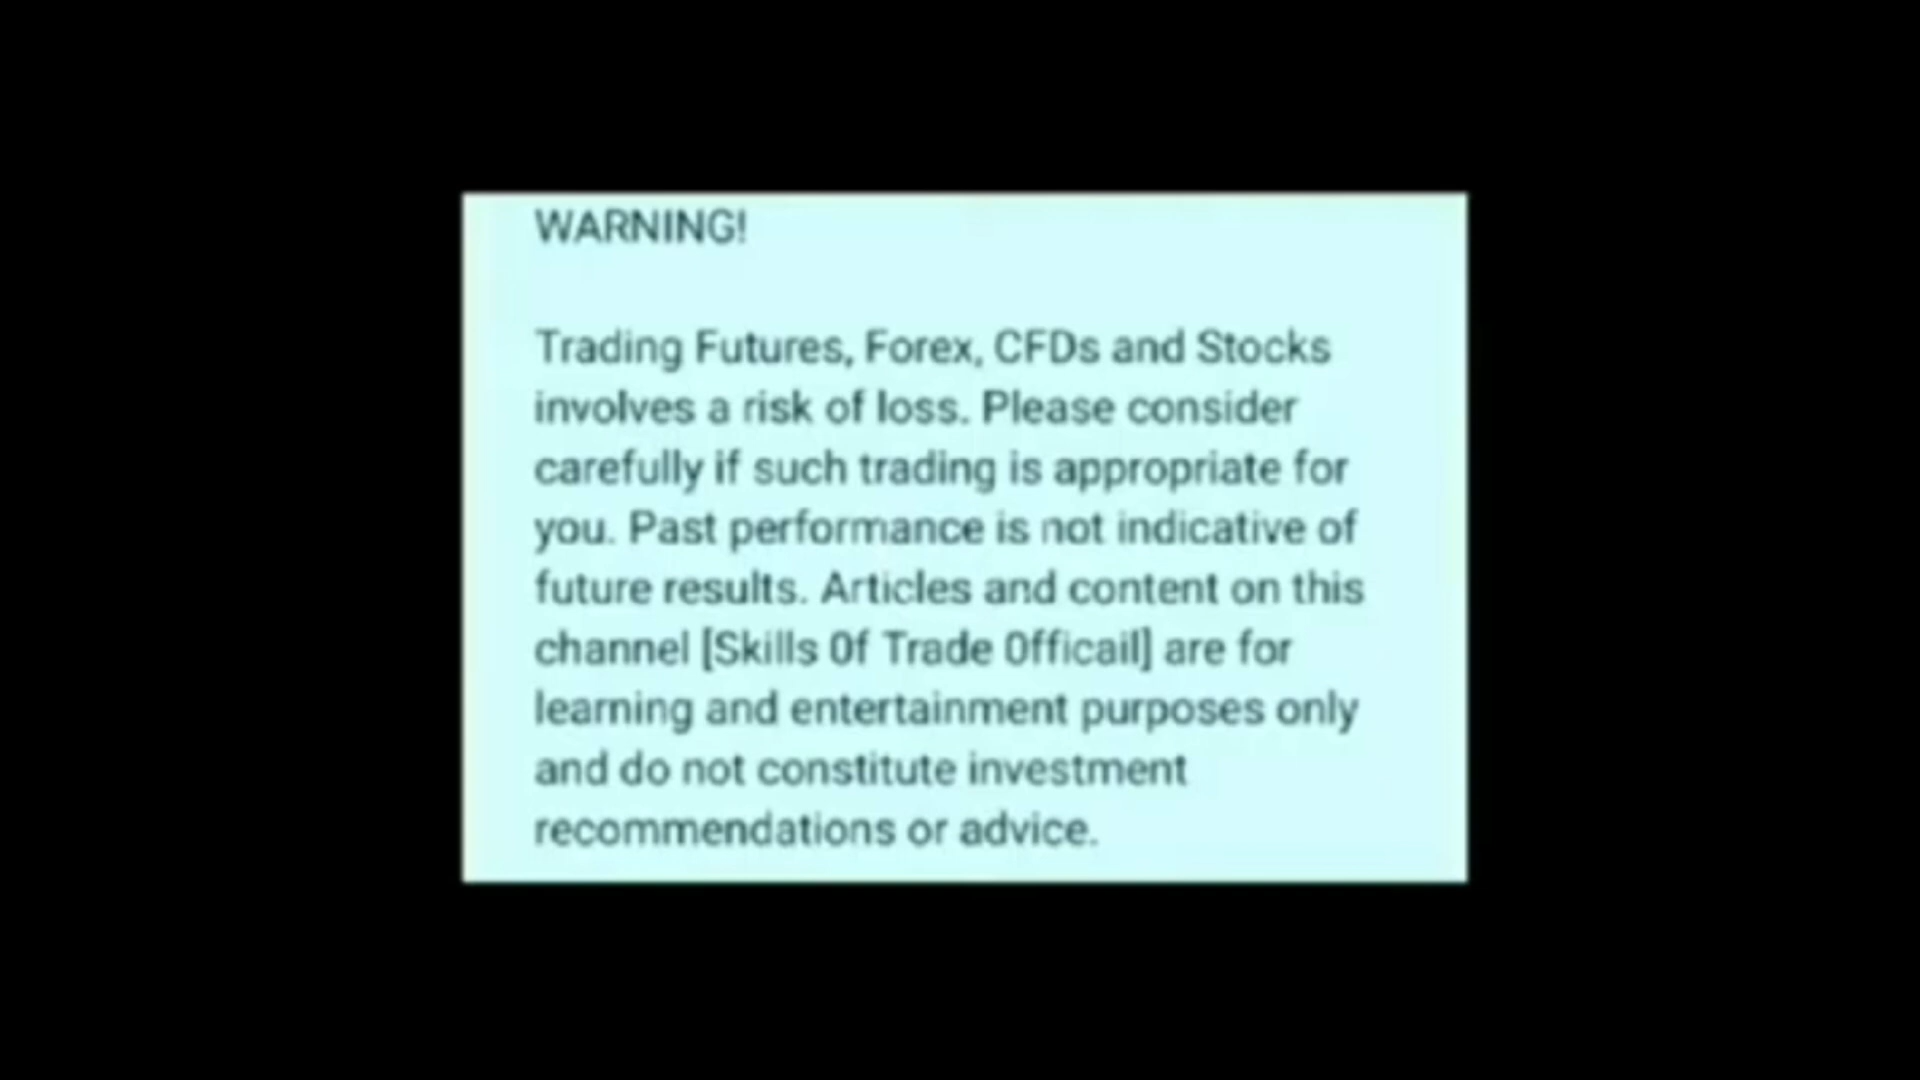 WARNING!
Trading Futures, Forex, CFDs and Stocks
involves a risk of loss. Please consider
carefully if such trading is appropriate for
you. Past performance is not indicative of
future results. Articles and content on this
channel [Skills 0f Trade 0fficail] are for
learning and entertainment purposes only
and do not constitute investment
recommendations or advice.